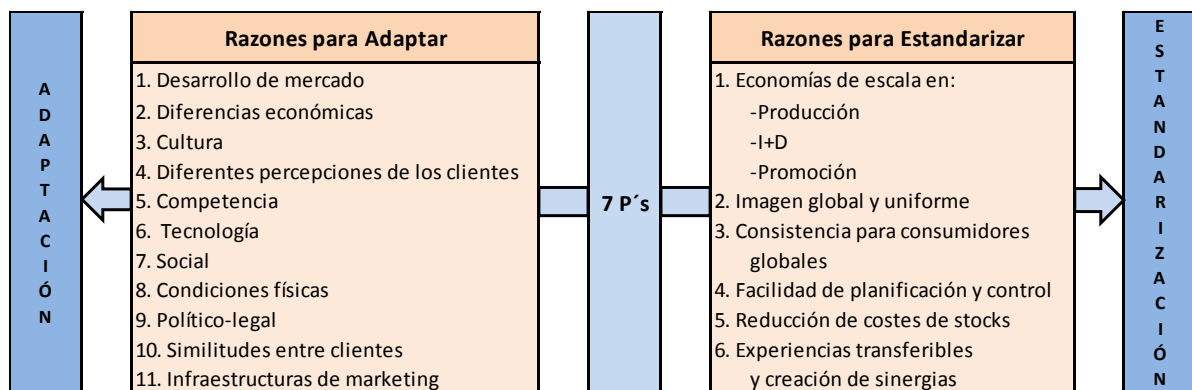 ADAPTACIÓN
Razones para Adaptar
1. Desarrollo de mercado
2. Diferencias económicas
3. Cultura
4. Diferentes percepciones de los clientes
5. Competencia
6. Tecnología
7. Social
8. Condiciones físicas
9. Político-legal
10. Similitudes entre clientes
11. Infraestructuras de marketing
7 P´s
Razones para Estandarizar
1. Economías de escala en:
-Producción
-I+D
-Promoción
2. Imagen global y uniforme
3. Consistencia para consumidores
globales
4. Facilidad de planificación y control
5. Reducción de costes de stocks
6. Experiencias transferibles
y creación de sinergias
ESTANDARIZACIÓN